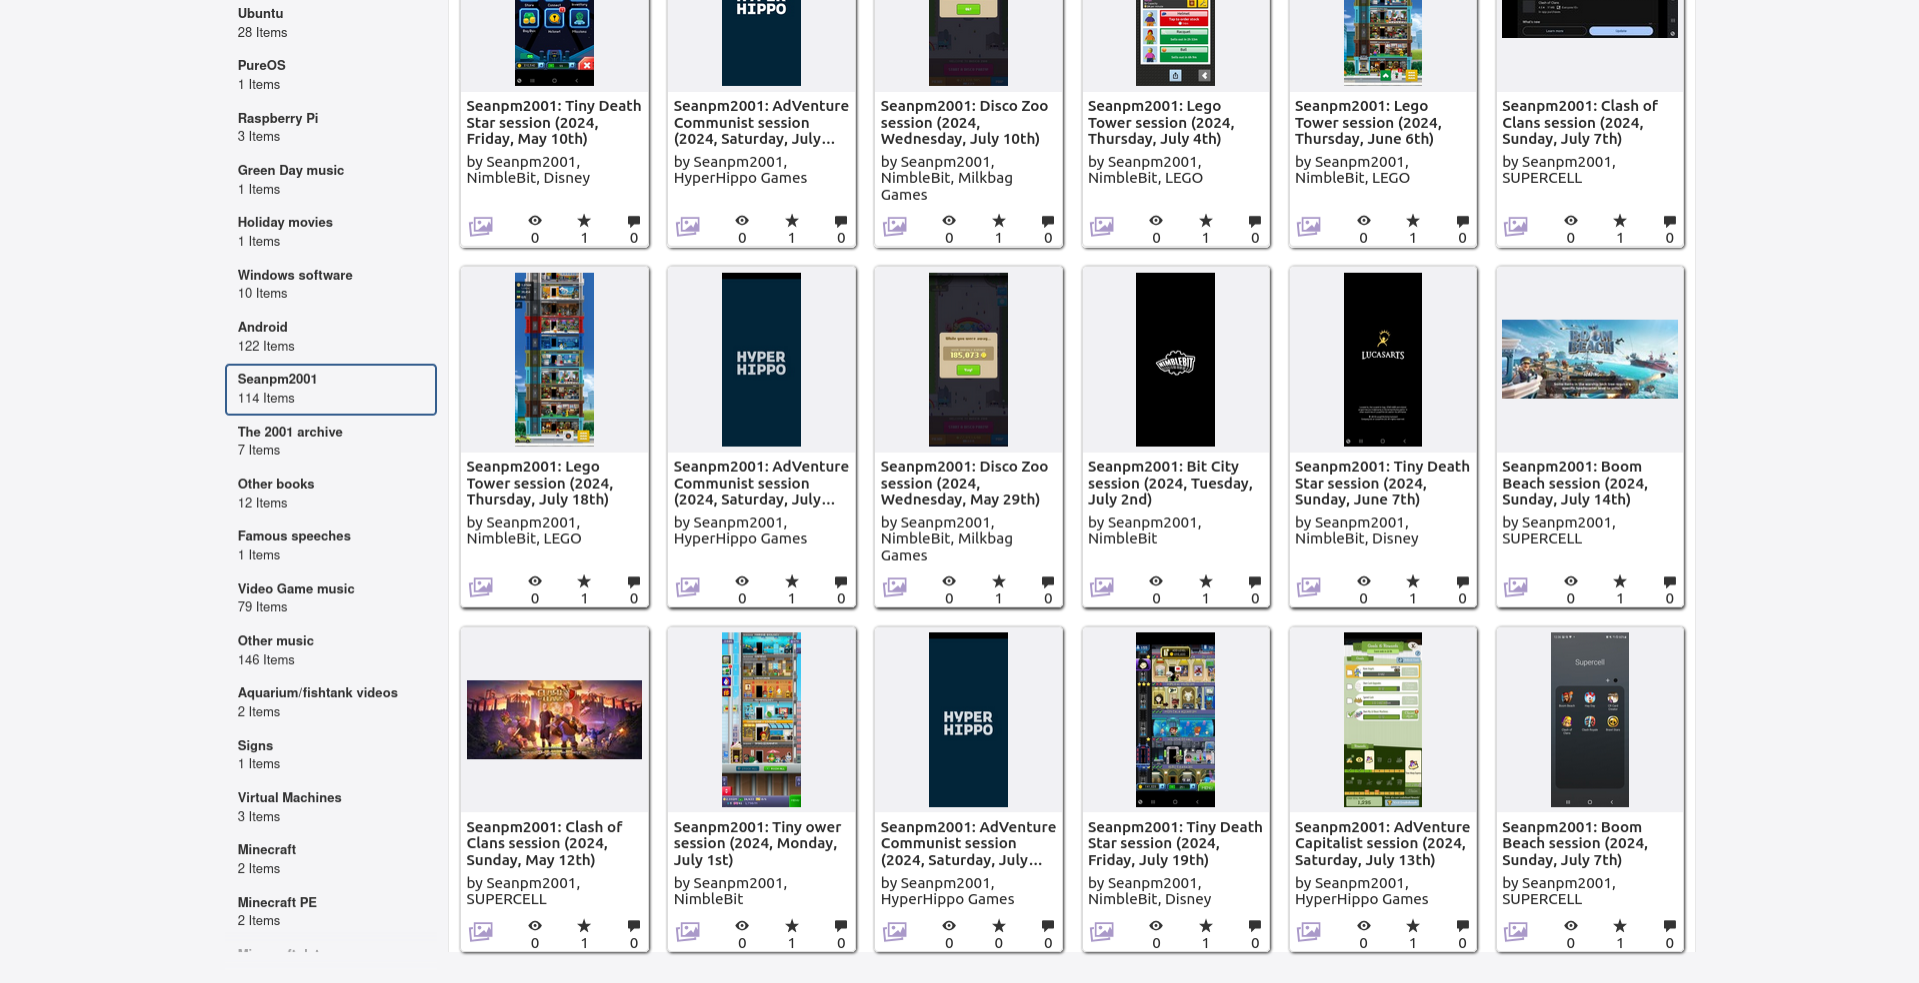 Ubuntu
28 Items
PureOS
1 Items
Raspberry Pi
3 Items
Green Day music
1 Items
Holiday movies
1 Items
Windows software
10 Items
Android
122 Items
Seanpm2001
114 Items
The 2001 archive
7 Items
Other books
12 Items
Famous speeches
1 Items
Video Game music
79 Items
Other music
146 Items
Aquarium/fishtank videos
2 Items
Signs
1 Items
Virtual Machines
3 Items
Minecraft
2 Items
Minecraft PE
2 Items
Seanpm2001: Tiny Death
Star session (2024,
Friday, May 10th)
by Seanpm2001,
NimbleBit, Disney
0 1 0
HYPER
HIPPO
Seanpm2001: AdVenture
Communist session
(2024, Saturday, July...
by Seanpm2001,
HyperHippo Games
0 1 0
Seanpm2001: Disco Zoo
session (2024,
Wednesday, July 10th)
by Seanpm2001,
NimbleBit, Milkbag
Games
0 1 0
Seanpm2001: Lego
Tower session (2024,
Thursday, July 4th)
by Seanpm2001,
NimbleBit, LEGO
0 1 0
Seanpm2001: Lego
Tower session (2024,
Thursday, June 6th)
by Seanpm2001,
NimbleBit, LEGO
0 1 0
Seanpm2001: Clash of
Clans session (2024,
Sunday, July 7th)
by Seanpm2001,
SUPERCELL
0 1 0
Seanpm2001: Lego
Tower session (2024,
Thursday, July 18th)
by Seanpm2001,
NimbleBit, LEGO
0 1 0
HYPER
HIPPO
Seanpm2001: AdVenture
Communist session
(2024, Saturday, July...
by Seanpm2001,
HyperHippo Games
0 1 0
While you were away...
185,073
Seanpm2001: Disco Zoo
session (2024,
Wednesday, May 29th)
by Seanpm2001,
NimbleBit, Milkbag
Games
0 1 0
NIMBLEBIT
Seanpm2001: Bit City
session (2024, Tuesday,
July 2nd)
by Seanpm2001,
NimbleBit
0 1 0
LUCASARTS
Seanpm2001: Tiny Death
Star session (2024,
Sunday, June 7th)
by Seanpm2001,
NimbleBit, Disney
0 1 0
BOOM
BEACH
Seanpm2001: Boom
Beach session (2024,
Sunday, July 14th)
by Seanpm2001,
SUPERCELL
0 1 0
Seanpm2001: Clash of
Clans session (2024,
Sunday, May 12th)
by Seanpm2001,
SUPERCELL
0 1 0
Seanpm2001: Tiny ower
session (2024, Monday,
July 1st)
by Seanpm2001,
NimbleBit
0 1 0
HYPER
HIPPO
Seanpm2001: AdVenture
Communist session
(2024, Saturday, July...
by Seanpm2001,
HyperHippo Games
0 0 0
Seanpm2001: Tiny Death
Star session (2024,
Friday, July 19th)
by Seanpm2001,
NimbleBit, Disney
0 1 0
Seanpm2001: AdVenture
Capitalist session (2024,
Saturday, July 13th)
by Seanpm2001,
HyperHippo Games
0 1 0
Supercell
Seanpm2001: Boom
Beach session (2024,
Sunday, July 7th)
by Seanpm2001,
SUPERCELL
0 1 0